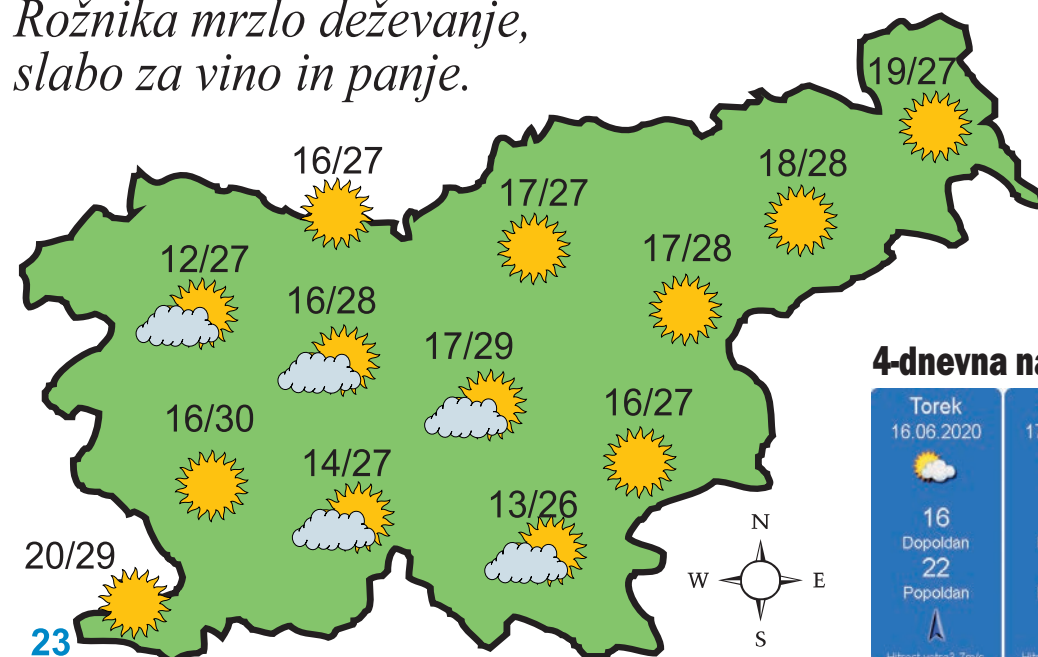 Rožnika mrzlo deževanje,
slabo za vino in panje.
19/27
16/27
18/28
17/27
12/27
17/28
16/28
17/29
16/30
16/27
14/27
13/26
20/29
23
N
W
E
S
4-dnevna
Torek
16.06.2020
16
Dopoldan
22
Popoldan